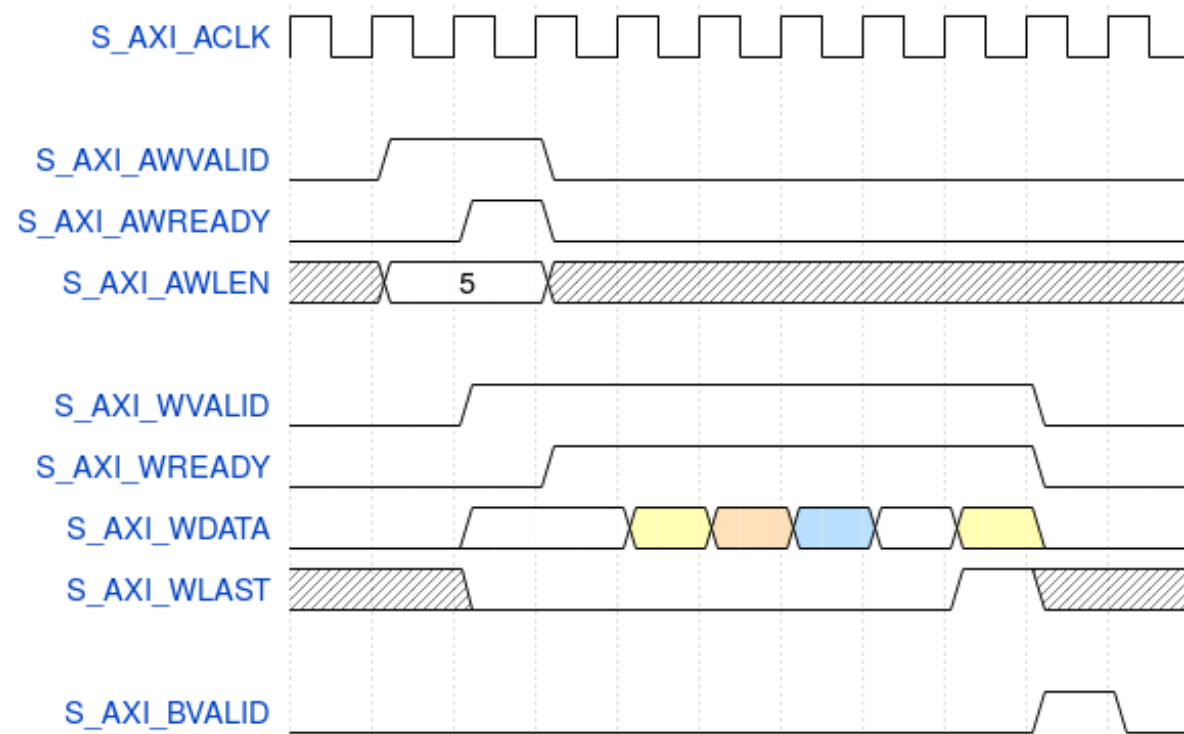 S_AXI_ACLK
S_AXI_AWVALID
S_AXI_AWREADY
S_AXI_AWLEN 5
S_AXI_WVALID
S_AXI_WREADY
S_AXI_WDATA
S_AXI_WLAST
S_AXI_BVALID